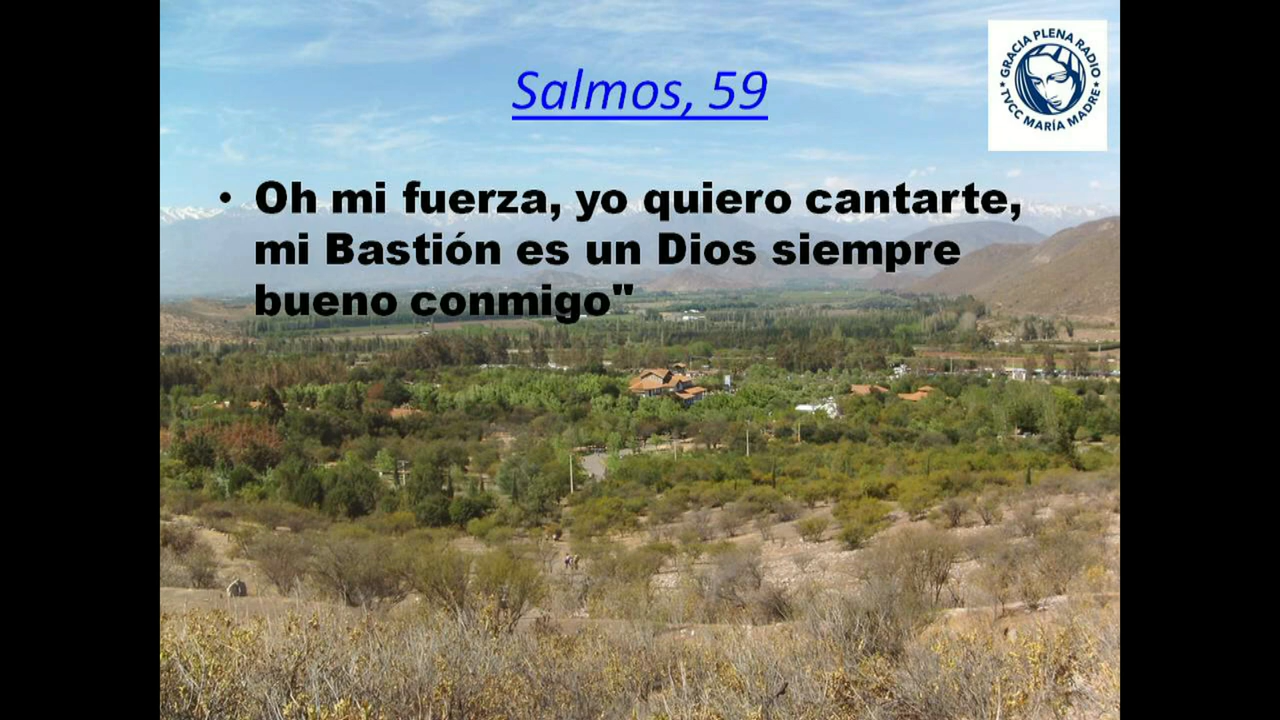 Salmos, 59
GRACIA PLENA RADIO
* TVCC MARÍA MADRE *
• Oh mi fuerza, yo quiero cantarte,
mi Bastión es un Dios siempre
bueno conmigo"